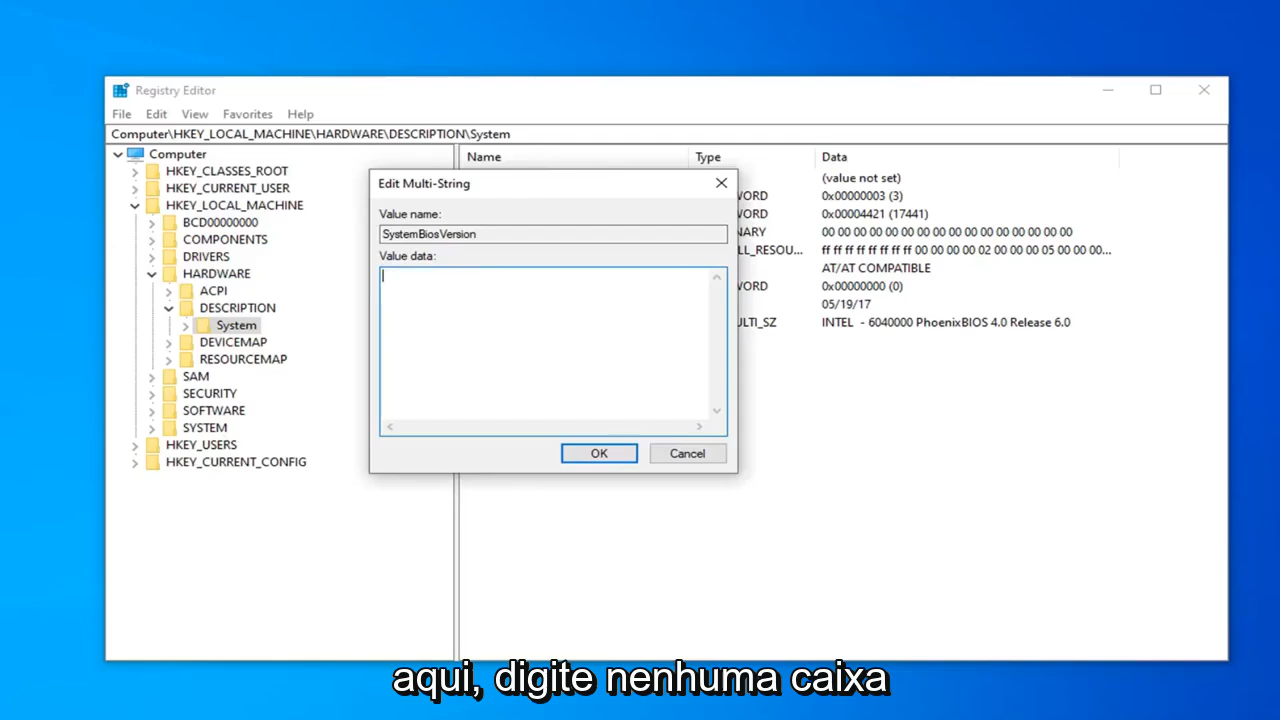 Registry Editor
File Edit View Favorites Help
Computer\HKEY_LOCAL_MACHINE\HARDWARE\DESCRIPTION\System
Computer
HKEY_CLASSES_ROOT
HKEY_CURRENT_USER
HKEY_LOCAL_MACHINE
BCD00000000
COMPONENTS
DRIVERS
HARDWARE
ACPI
DESCRIPTION
System
DEVICEMAP
RESOURCEMAP
SAM
SECURITY
SOFTWARE
SYSTEM
HKEY_USERS
HKEY_CURRENT_CONFIG
Name Type Data
(value not set)
WORD 0x00000003 (3)
WORD 0x00004421 (17441)
NARY 00 00 00 00 00 00 00 00 00 00 00 00 00 00
LL_RESOU... ff ff ff ff ff ff ff ff 00 00 00 00 02 00 00 00 05 00 00 00...
AT/AT COMPATIBLE
WORD 0x00000000 (0)
05/19/17
ULTI_SZ INTEL - 6040000 PhoenixBIOS 4.0 Release 6.0
Edit Multi-String
Value name:
SystemBiosVersion
Value data:
OK Cancel
aqui, digite nenhuma caixa